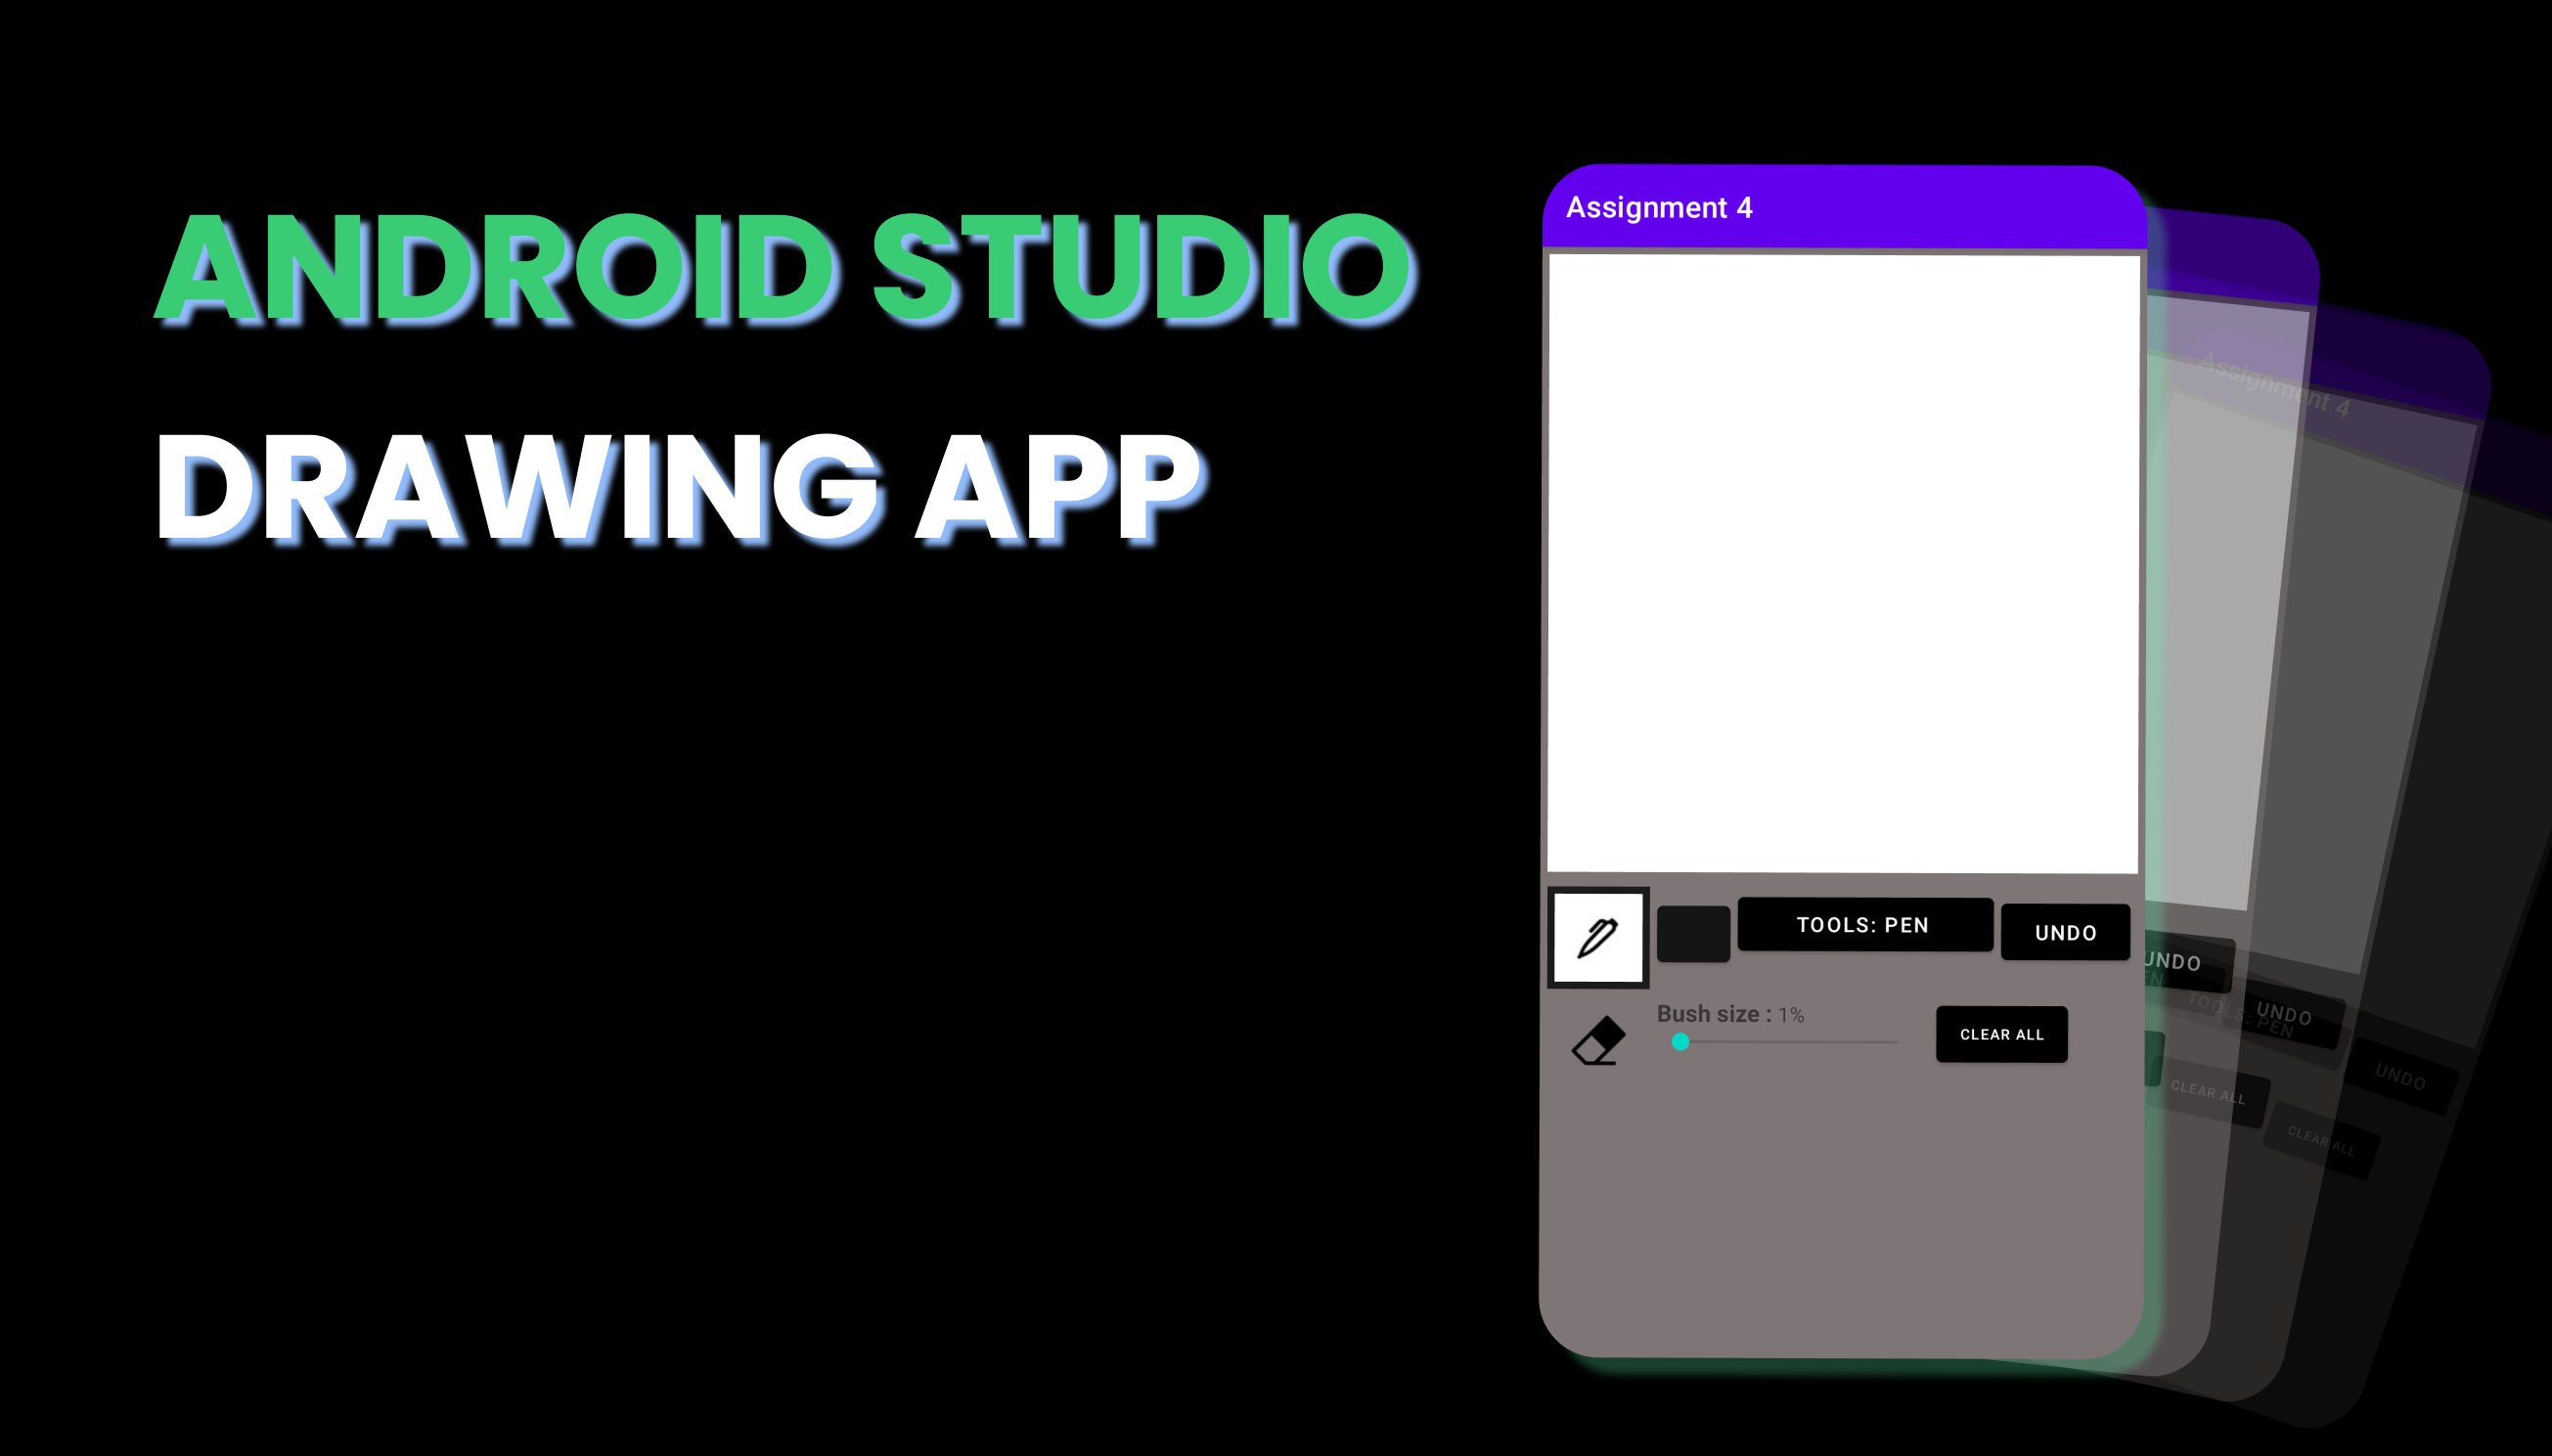 ANDROID STUDIO
DRAWING APP
Assignment 4
TOOLS: PEN
UNDO
Bush size : 1%
CLEAR ALL
Assignment 4
UNDO
EN
TOOLS: PEN
UNDO
UNDO
CLEAR ALL
CLEAR ALL